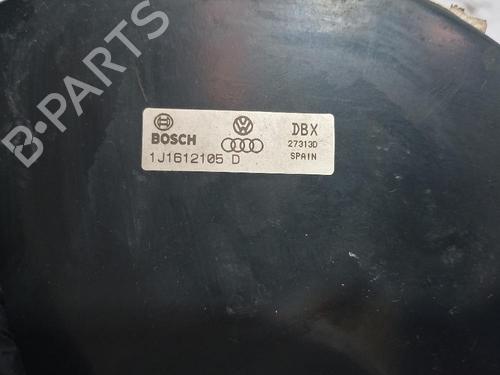 BOSCH
DBX
27313D
1J1612105 D
SPAIN
B-PARTS